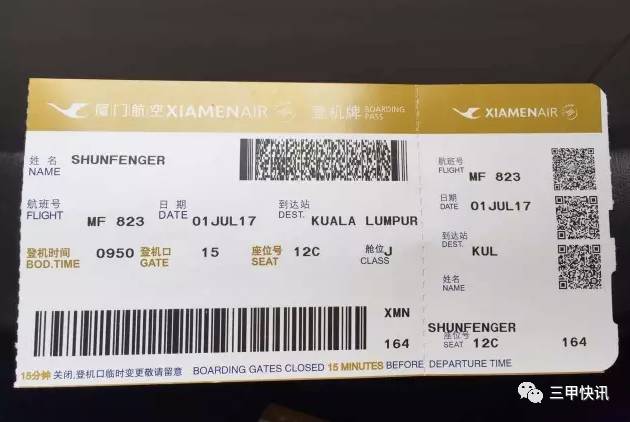 厦门航空 XIAMENAIR 登机牌 BOARDING PASS
姓名 NAME SHUNFENGER
航班号 FLIGHT MF 823 日期 DATE 01JUL17 到达站 DEST. KUALA LUMPUR
登机时间 BOD.TIME 0950 登机口 GATE 15 座位号 SEAT 12C 舱位 CLASS J
XMN
164
15分钟 关闭,登机口临时变更敬请留意 BOARDING GATES CLOSED 15 MINUTES BEFORE DEPARTURE TIME
XIAMENAIR
航班号 FLIGHT MF 823
日期 DATE 01JUL17
到达站 DEST. KUL
姓名 NAME
SHUNFENGER
座位号 SEAT 12C 164
三甲快讯